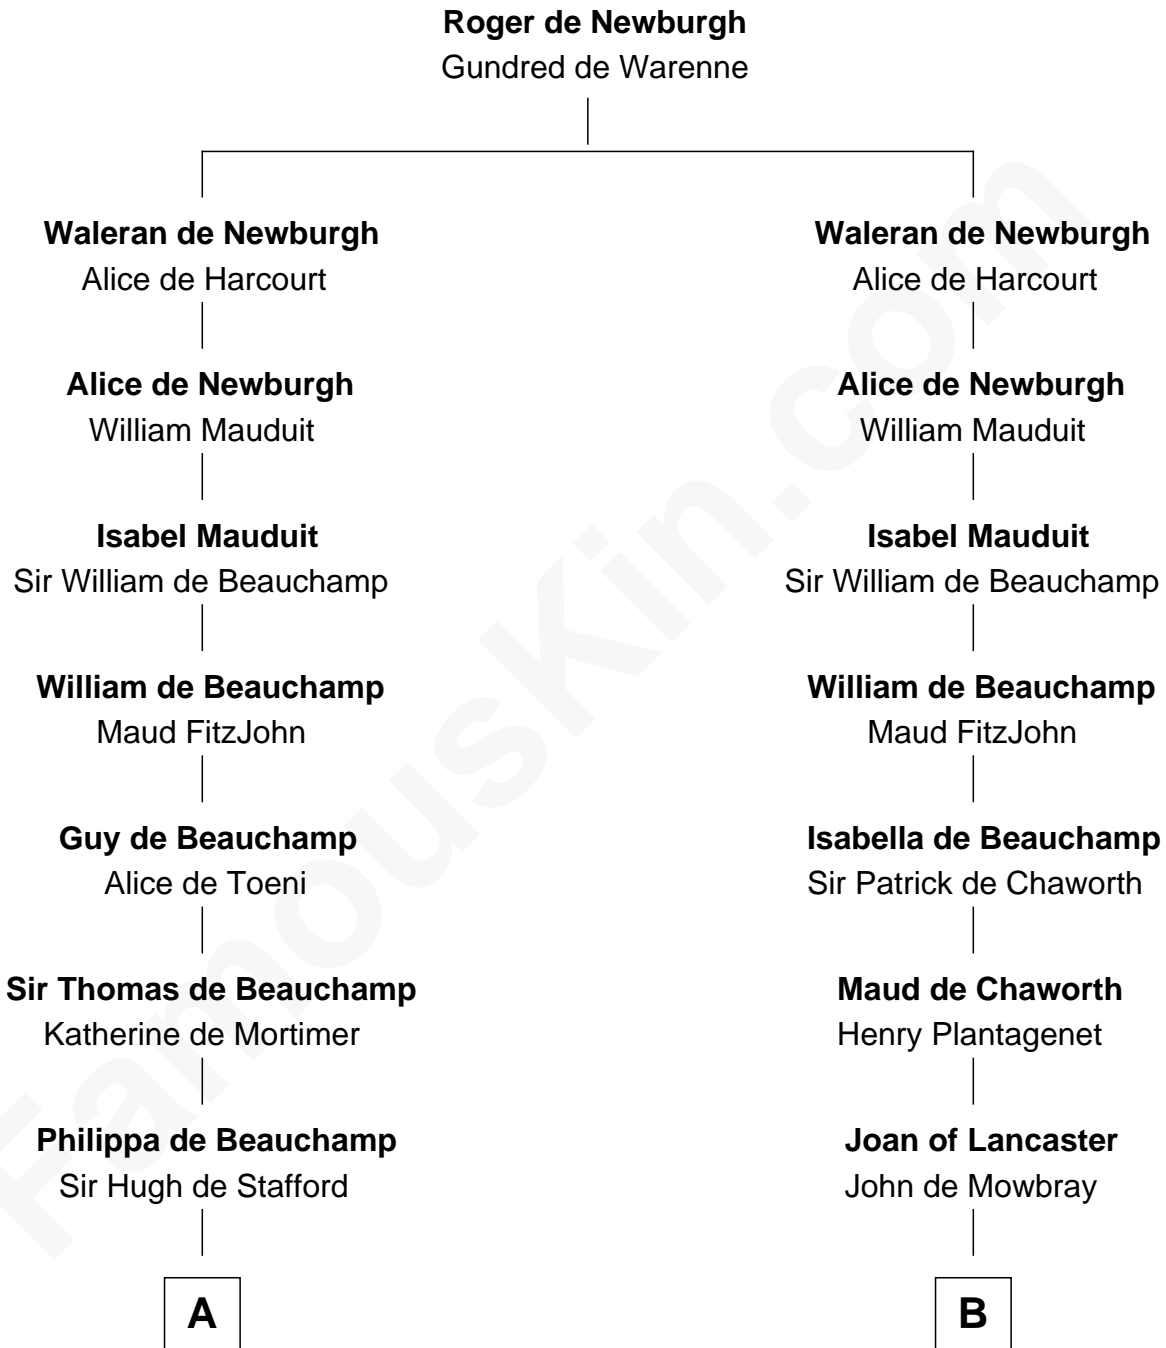 Roger de Newburgh
Gundred de Warenne
Waleran de Newburgh
Alice de Harcourt
Alice de Newburgh
William Mauduit
Isabel Mauduit
Sir William de Beauchamp
William de Beauchamp
Maud FitzJohn
Guy de Beauchamp
Alice de Toeni
Sir Thomas de Beauchamp
Katherine de Mortimer
Philippa de Beauchamp
Sir Hugh de Stafford
A
Waleran de Newburgh
Alice de Harcourt
Alice de Newburgh
William Mauduit
Isabel Mauduit
Sir William de Beauchamp
William de Beauchamp
Maud FitzJohn
Isabella de Beauchamp
Sir Patrick de Chaworth
Maud de Chaworth
Henry Plantagenet
Joan of Lancaster
John de Mowbray
B
FamousKin.com